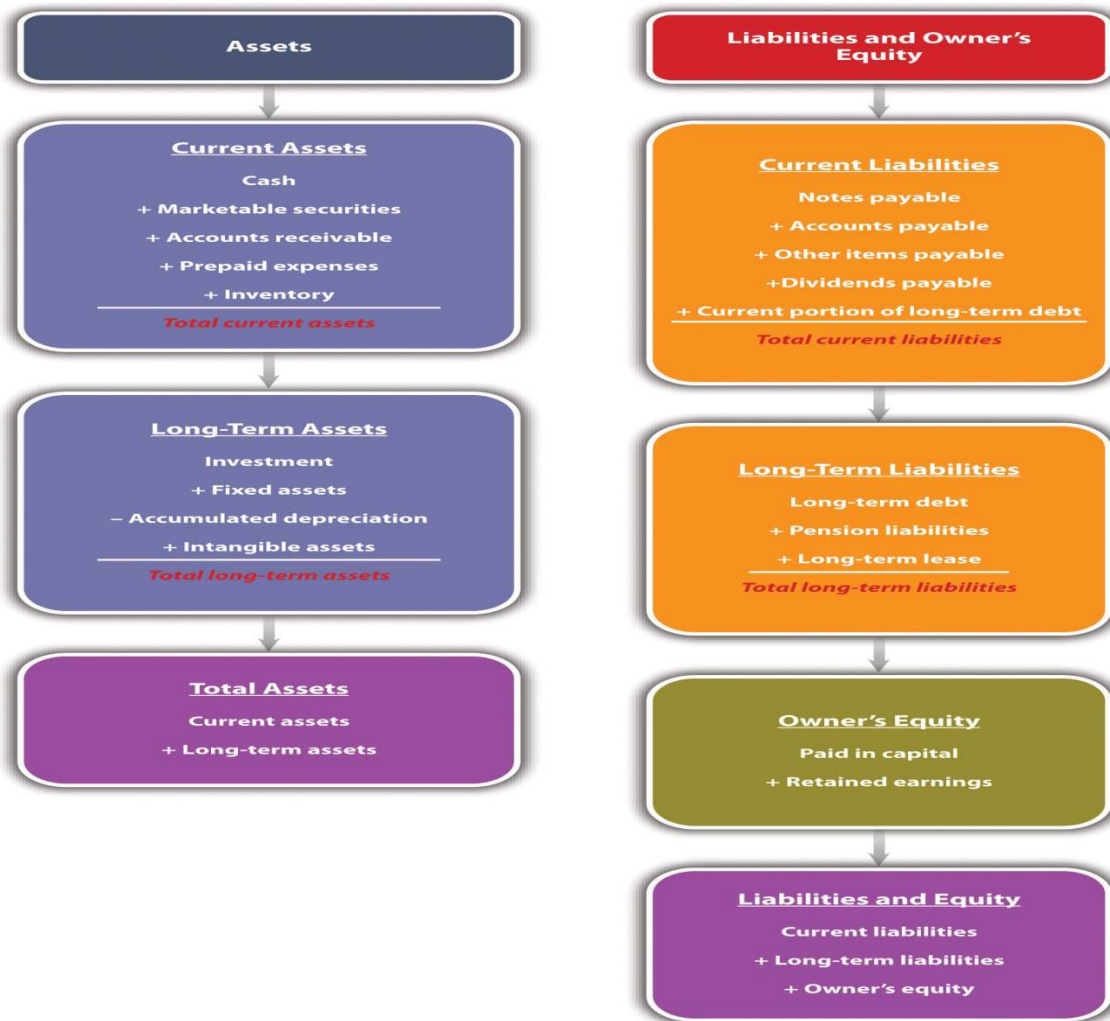 Assets
Current Assets
Cash
+ Marketable securities
+ Accounts receivable
+ Prepaid expenses
+ Inventory
Total current assets
Long-Term Assets
Investment
+ Fixed assets
− Accumulated depreciation
+ Intangible assets
Total long-term assets
Total Assets
Current assets
+ Long-term assets
Liabilities and Owner's
Equity
Current Liabilities
Notes payable
+ Accounts payable
+ Other items payable
+Dividends payable
+ Current portion of long-term debt
Total current liabilities
Long-Term Liabilities
Long-term debt
+ Pension liabilities
+ Long-term lease
Total long-term liabilities
Owner's Equity
Paid in capital
+ Retained earnings
Liabilities and Equity
Current liabilities
+ Long-term liabilities
+ Owner's equity